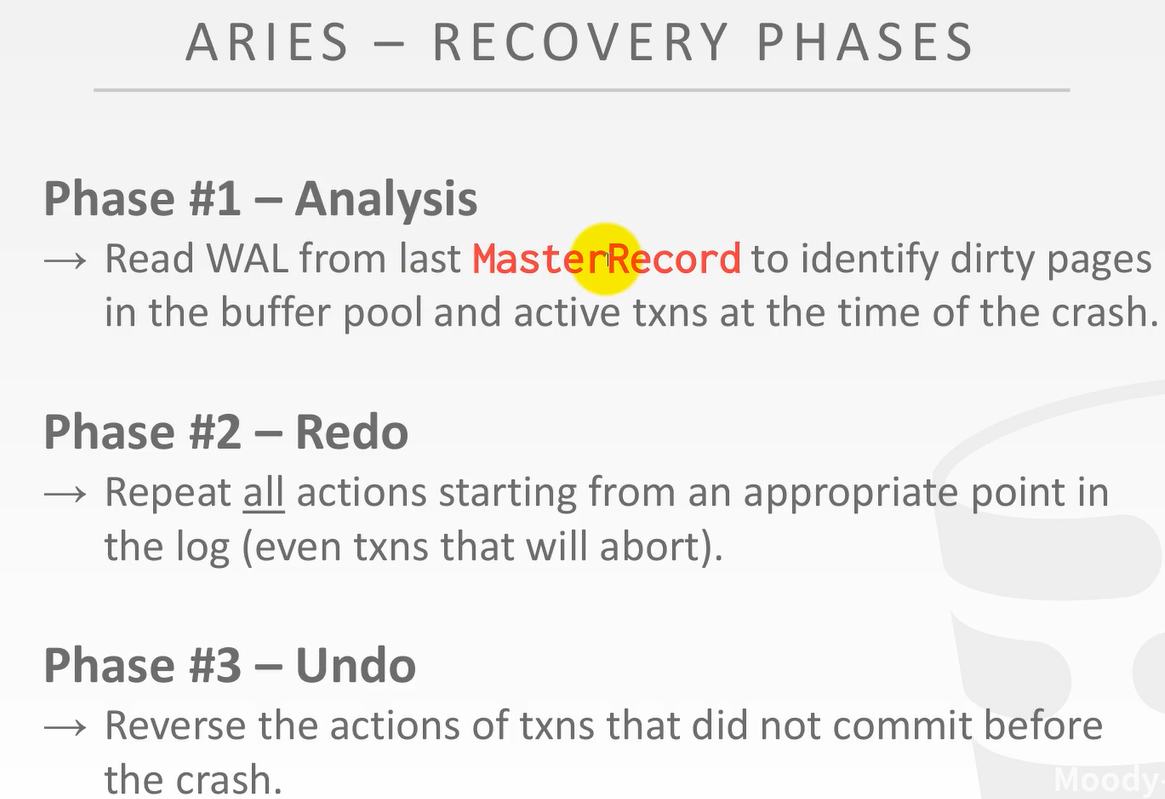 ARIES – RECOVERY PHASES
Phase #1 – Analysis
→ Read WAL from last MasterRecord to identify dirty pages
in the buffer pool and active txns at the time of the crash.
Phase #2 – Redo
→ Repeat all actions starting from an appropriate point in
the log (even txns that will abort).
Phase #3 – Undo
→ Reverse the actions of txns that did not commit before
the crash.
Moody-